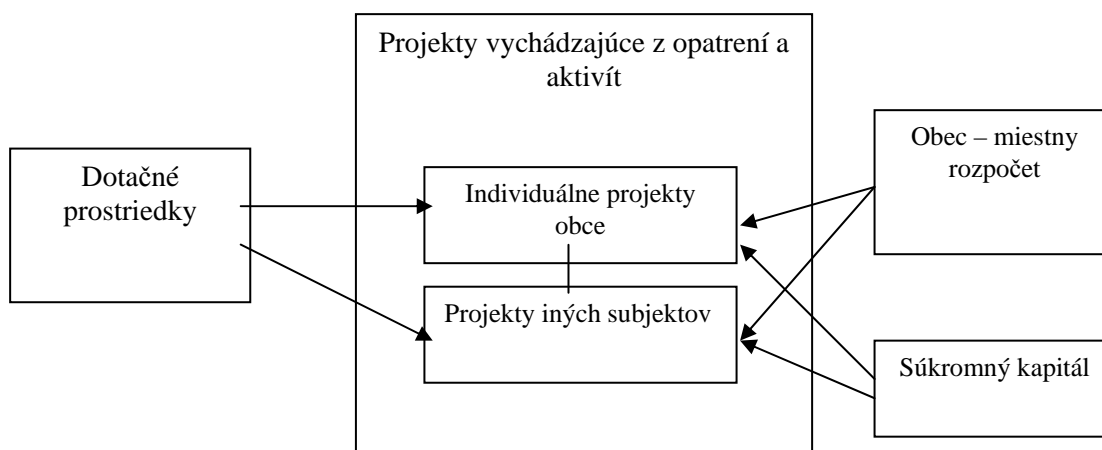 Projekty vychádzajúce z opatrení a
aktivít
Dotačné
prostriedky
Individuálne projekty
obce
Projekty iných subjektov
Obec – miestny
rozpočet
Súkromný kapitál